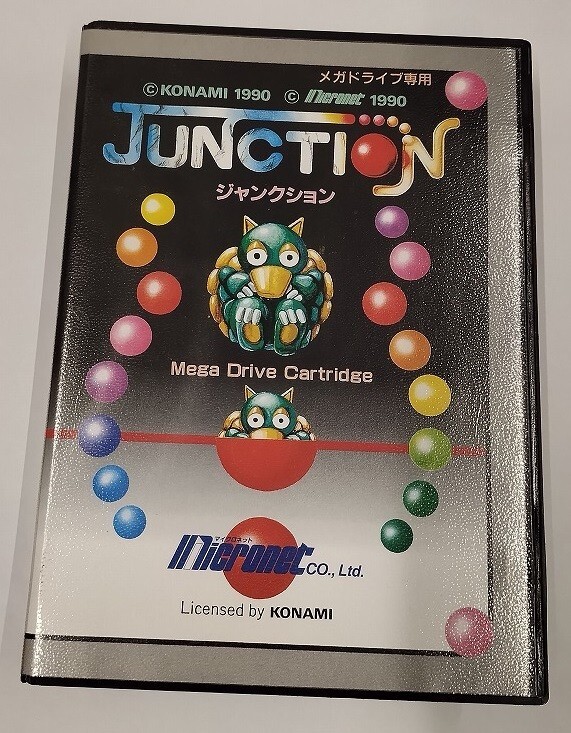 メガドライブ専用
©KONAMI 1990 © micronet 1990
JUNCTION
ジャンクション
Mega Drive Cartridge
マイクロネット
micronet CO., Ltd.
Licensed by KONAMI